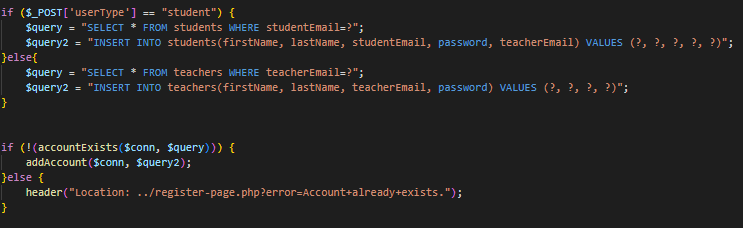 if ($_POST['userType'] == "student") {
    $query = "SELECT * FROM students WHERE studentEmail=?";
    $query2 = "INSERT INTO students(firstName, lastName, studentEmail, password, teacherEmail) VALUES (?, ?, ?, ?, ?)";
}else{
    $query = "SELECT * FROM teachers WHERE teacherEmail=?";
    $query2 = "INSERT INTO teachers(firstName, lastName, teacherEmail, password) VALUES (?, ?, ?, ?)";
}
if (!(accountExists($conn, $query))) {
    addAccount($conn, $query2);
}else {
    header("Location: ../register-page.php?error=Account+already+exists.");
}